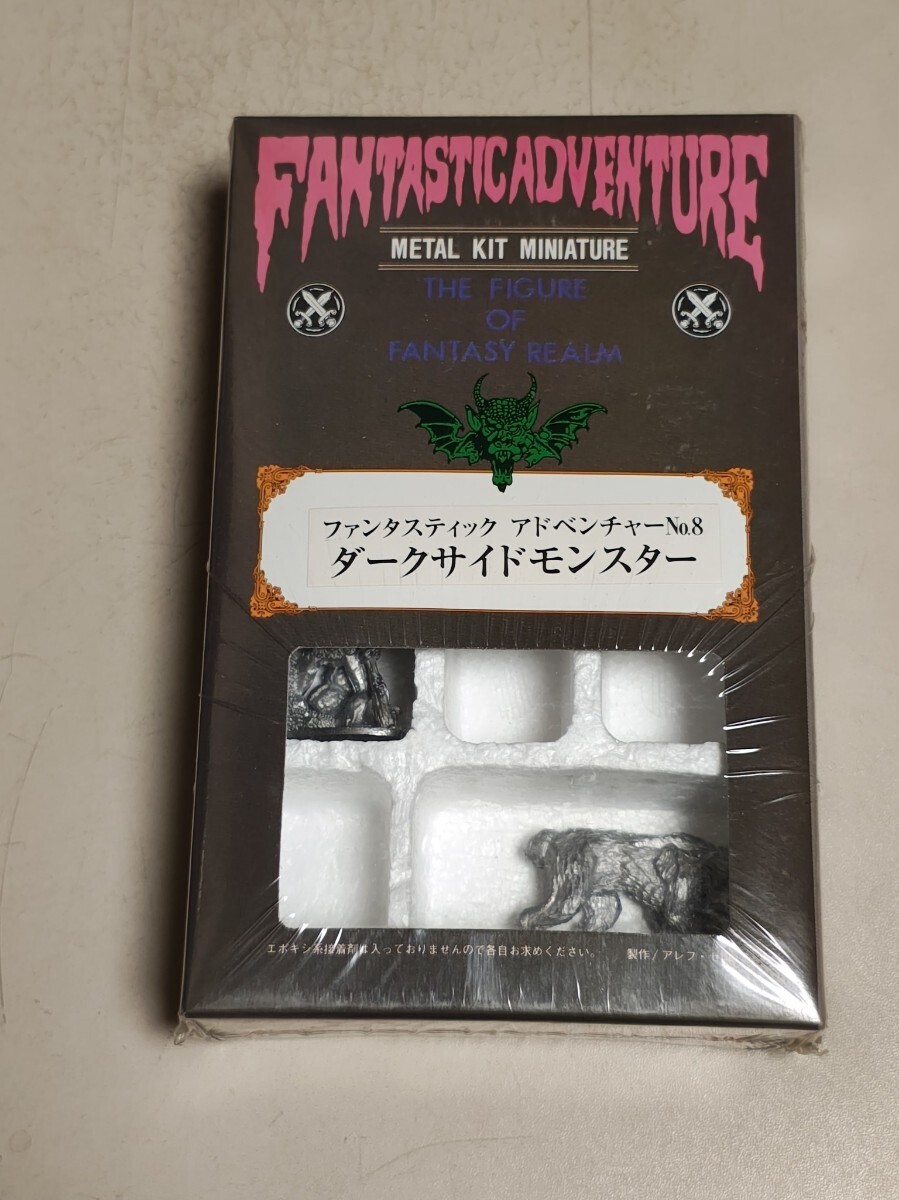 FANTASTIC ADVENTURE
METAL KIT MINIATURE
THE FIGURE
OF
FANTASY REALM
ファンタスティック アドベンチャーNo.8
ダークサイドモンスター
エポキシ系接着剤は入っておりませんので各自お求めください。 製作/アレフ・